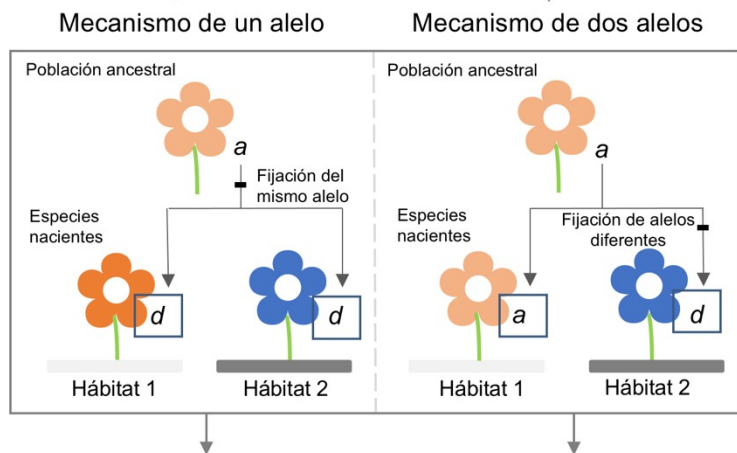 Mecanismo de un alelo
Mecanismo de dos alelos
Población ancestral
a
Fijación del
mismo alelo
Especies
nacientes
d
d
Hábitat 1
Hábitat 2
Población ancestral
a
Especies
nacientes
Fijación de alelos
diferentes
a
d
Hábitat 1
Hábitat 2